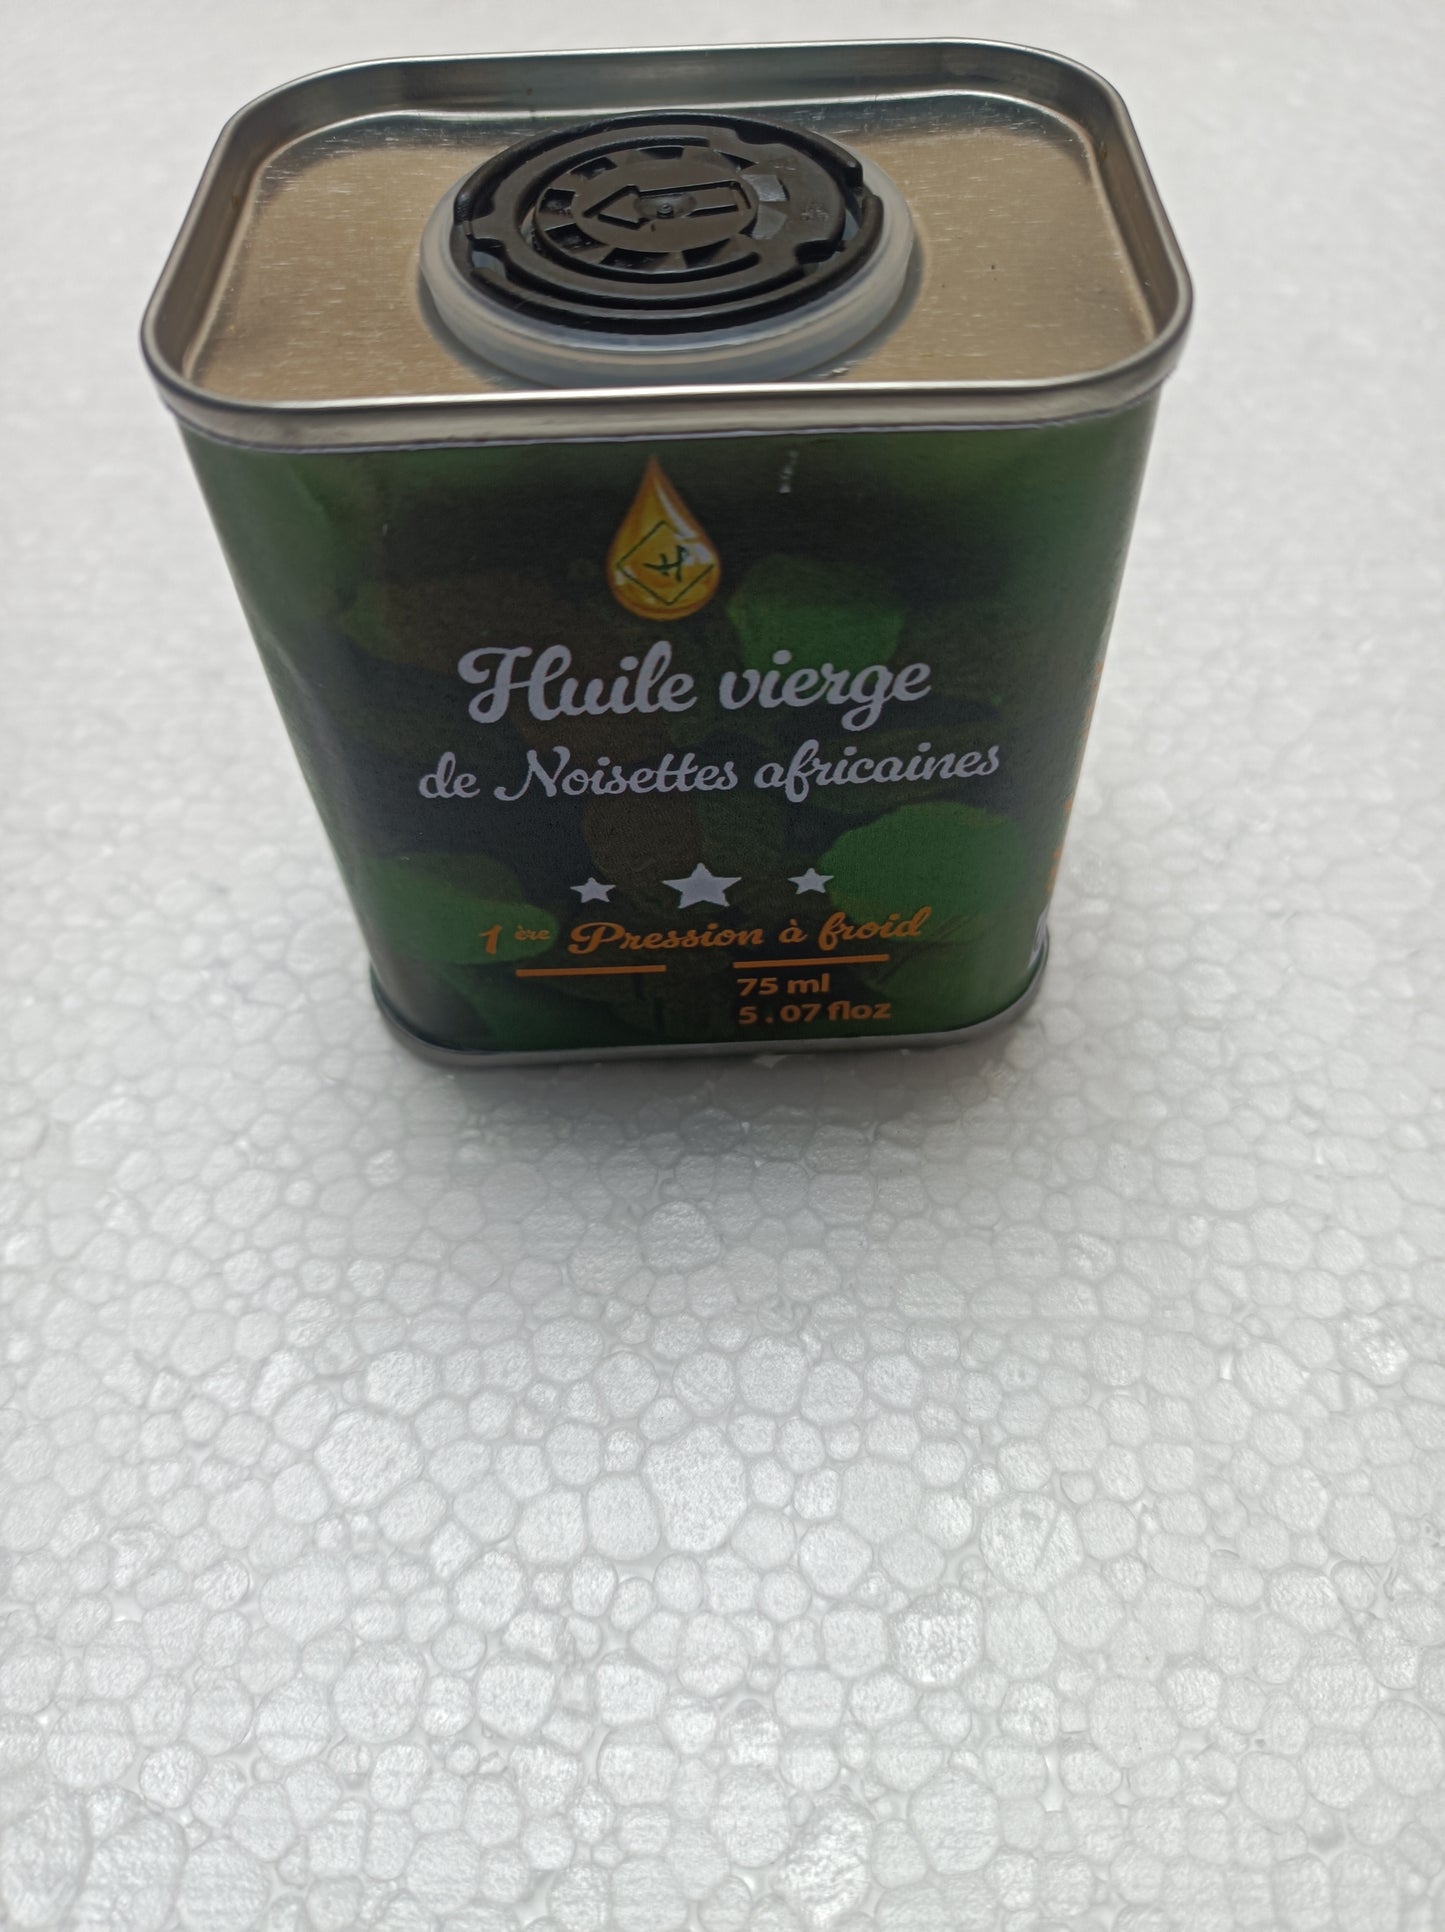 Huile vierge
de Noisettes africaines
1ère Pression à froid
75 ml
5.07 floz